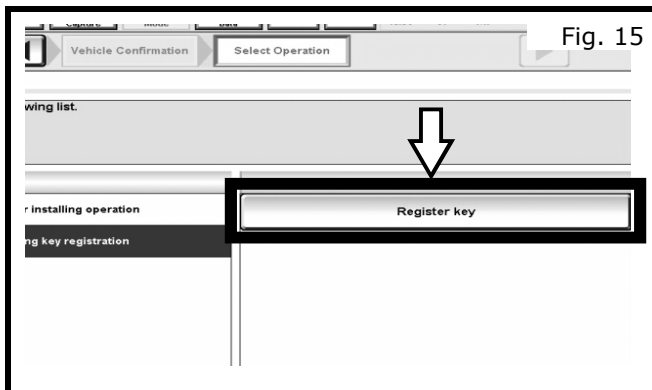 Capture
Mode
Data
Fig. 15
Vehicle Confirmation
Select Operation
wing list.
r installing operation
Register key
ng key registration